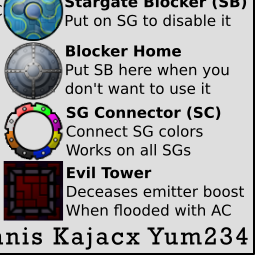 Stargate Blocker (SB)
Put on SG to disable it
Blocker Home
Put SB here when you
don't want to use it
SG Connector (SC)
Connect SG colors
Works on all SGs
Evil Tower
Deceases emitter boost
When flooded with AC
Kajacx Yum234